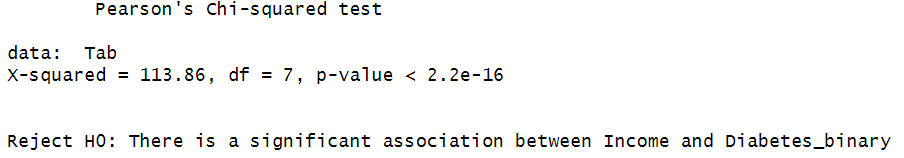 Pearson's Chi-squared test
data:  Tab
X-squared = 113.86, df = 7, p-value < 2.2e-16
Reject H0: There is a significant association between Income and Diabetes_binary